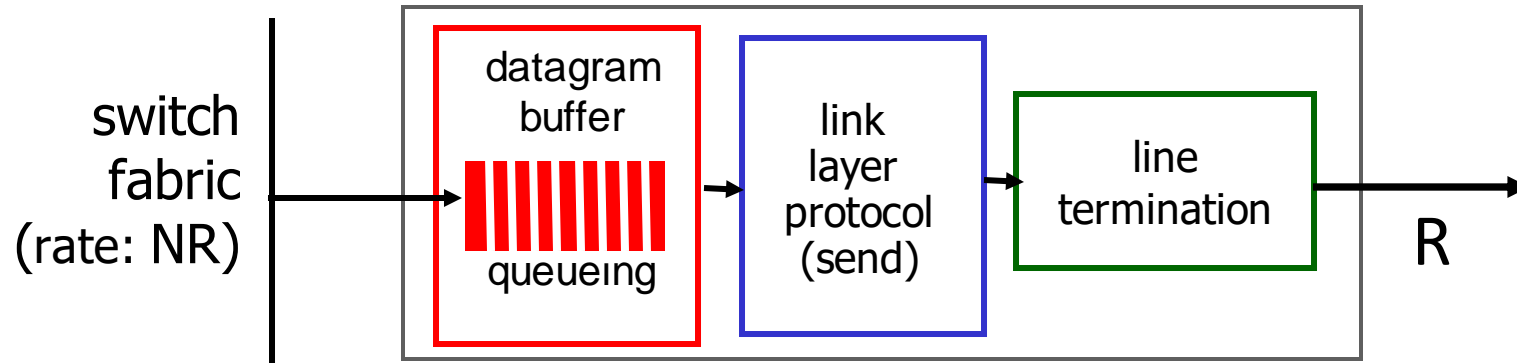 switch
fabric
(rate: NR)
datagram
buffer
queueing
link
layer
protocol
(send)
line
termination
R